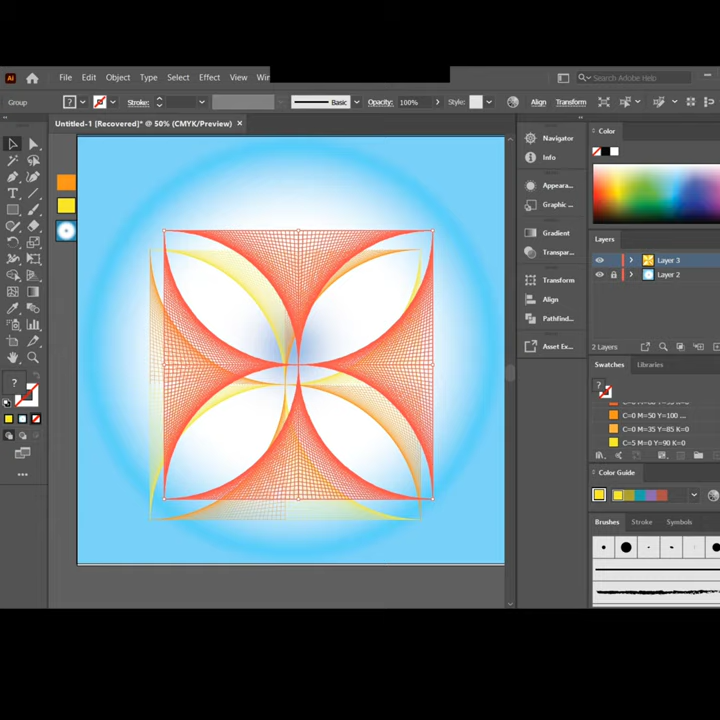 Ai File Edit Object Type Select Effect View Search Adobe Help
Group ? Stroke: Basic Opacity: 100% Style: Align Transform
Untitled-1 [Recovered]* @ 50% (CMYK/Preview) ×
Navigator
Info
Appeara...
Graphic ...
Gradient
Transpar...
Transform
Align
Pathfin...
Asset Ex...
Color
Layers
Layer 3
Layer 2
2 Layers
Swatches Libraries
?
C=0 M=50 Y=100 ...
C=0 M=35 Y=85 K=0
C=5 M=0 Y=90 K=0
Color Guide
Brushes Stroke Symbols
T
?